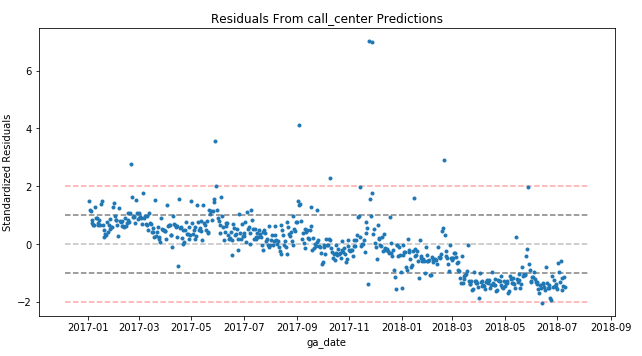 Residuals From call_center Predictions
Standardized Residuals
6
4
2
0
−2
2017-01 2017-03 2017-05 2017-07 2017-09 2017-11 2018-01 2018-03 2018-05 2018-07 2018-09
ga_date